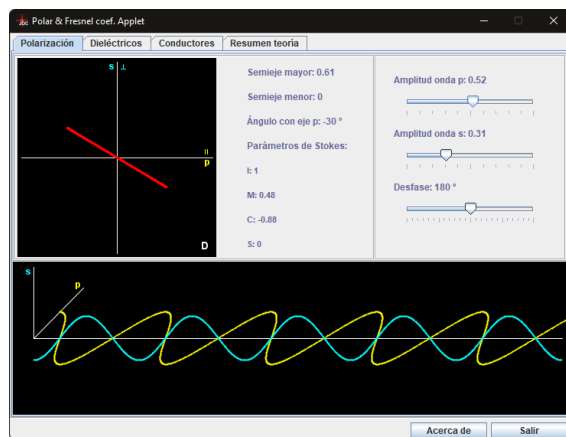 Polar & Fresnel coef. Applet
Polarización
Dieléctricos
Conductores
Resumen teoría
s ⊥
II
p
D
Semieje mayor: 0.61
Semieje menor: 0
Ángulo con eje p: -30 º
Parámetros de Stokes:
I: 1
M: 0.48
C: -0.88
S: 0
Amplitud onda p: 0.52
Amplitud onda s: 0.31
Desfase: 180 º
s
p
Acerca de
Salir